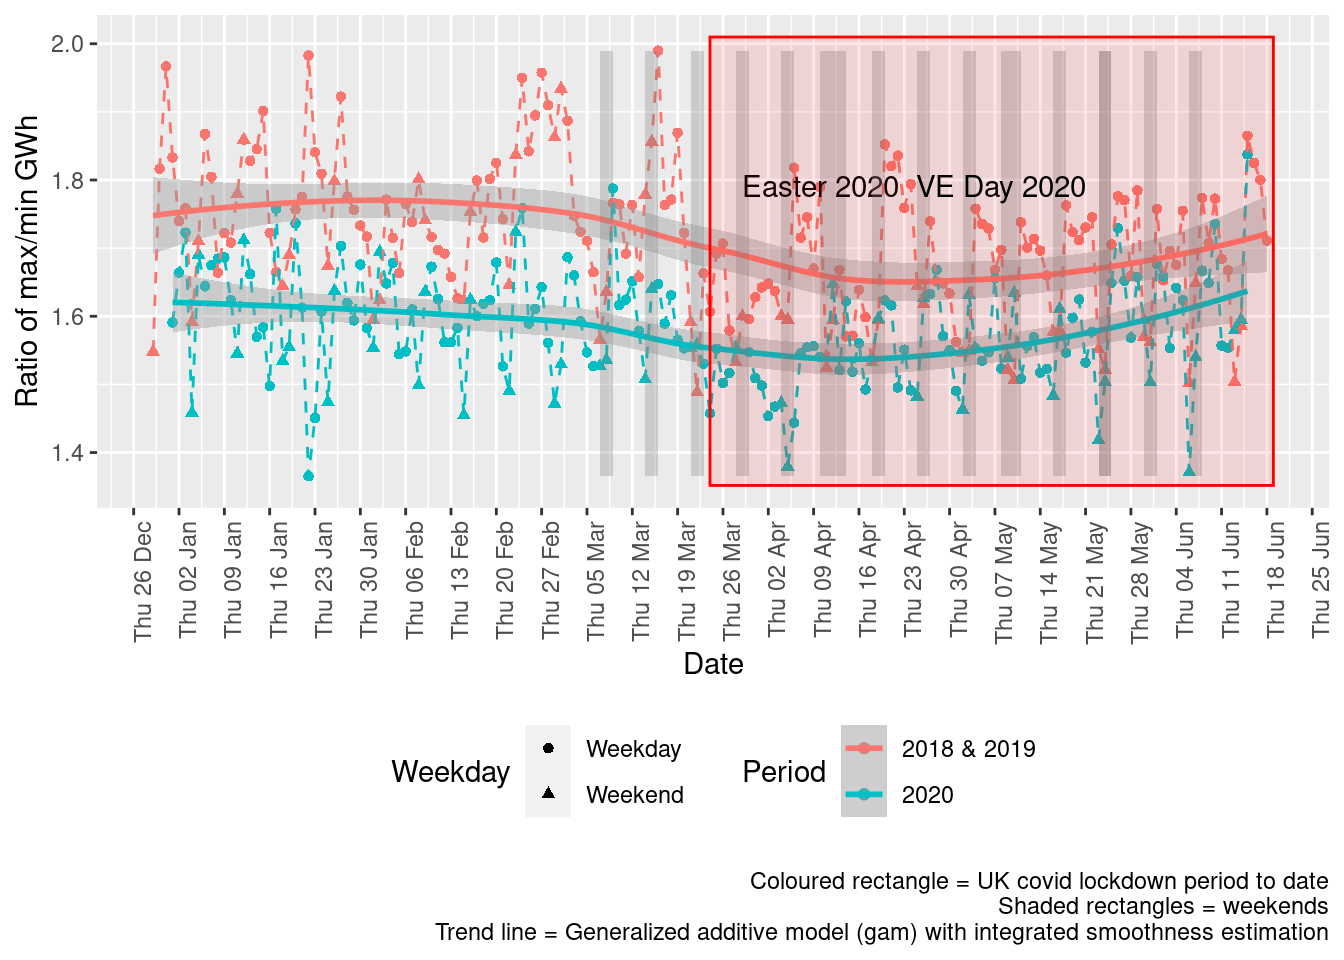 2.0
1.8
1.6
1.4
Ratio of max/min GWh
Easter 2020 VE Day 2020
Thu 26 Dec
Thu 02 Jan
Thu 09 Jan
Thu 16 Jan
Thu 23 Jan
Thu 30 Jan
Thu 06 Feb
Thu 13 Feb
Thu 20 Feb
Thu 27 Feb
Thu 05 Mar
Thu 12 Mar
Thu 19 Mar
Thu 26 Mar
Thu 02 Apr
Thu 09 Apr
Thu 16 Apr
Thu 23 Apr
Thu 30 Apr
Thu 07 May
Thu 14 May
Thu 21 May
Thu 28 May
Thu 04 Jun
Thu 11 Jun
Thu 18 Jun
Thu 25 Jun
Date
Weekday
Weekday
Weekend
Period
2018 & 2019
2020
Coloured rectangle = UK covid lockdown period to date
Shaded rectangles = weekends
Trend line = Generalized additive model (gam) with integrated smoothness estimation